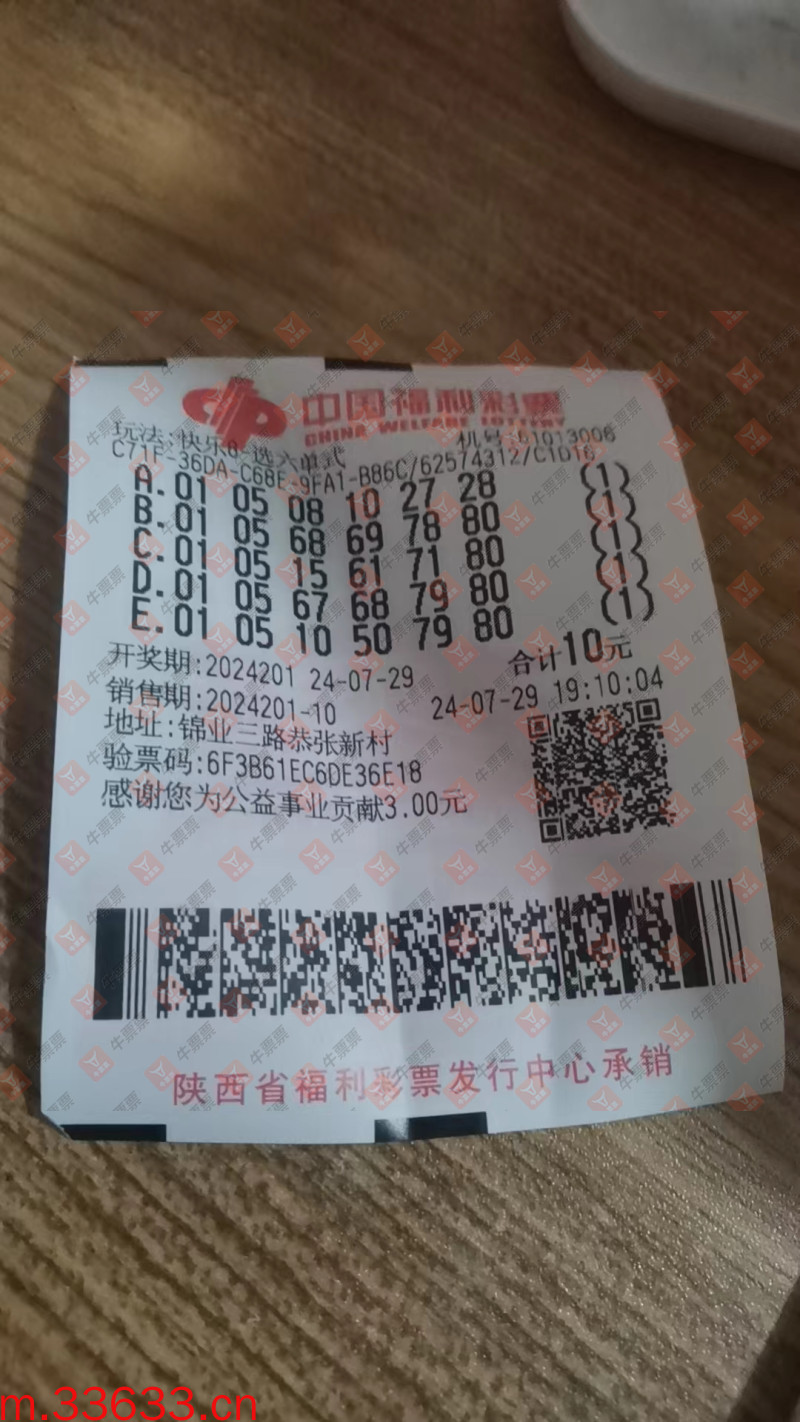 中国福利彩票
CHINA WELFARE LOTTERY
玩法:快乐8-选六单式 机号:61013006
C71F-36DA-C68E-9FA1-B86C/62574312/C1D16
A.01 05 08 10 27 28 (1)
B.01 05 68 69 78 80 (1)
C.01 05 15 61 71 80 (1)
D.01 05 67 68 79 80 (1)
E.01 05 10 50 79 80 (1)
开奖期:2024201 24-07-29 合计10元
销售期:2024201-10 24-07-29 19:10:04
地址:锦业三路恭张新村
验票码:6F3B61EC6DE36E18
感谢您为公益事业贡献3.00元
陕西省福利彩票发行中心承销
牛票票
m.33633.cn